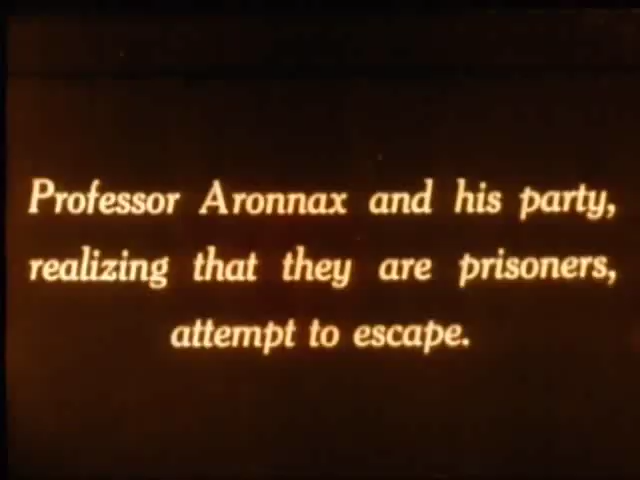 Professor Aronnax and his party,
realizing that they are prisoners,
attempt to escape.